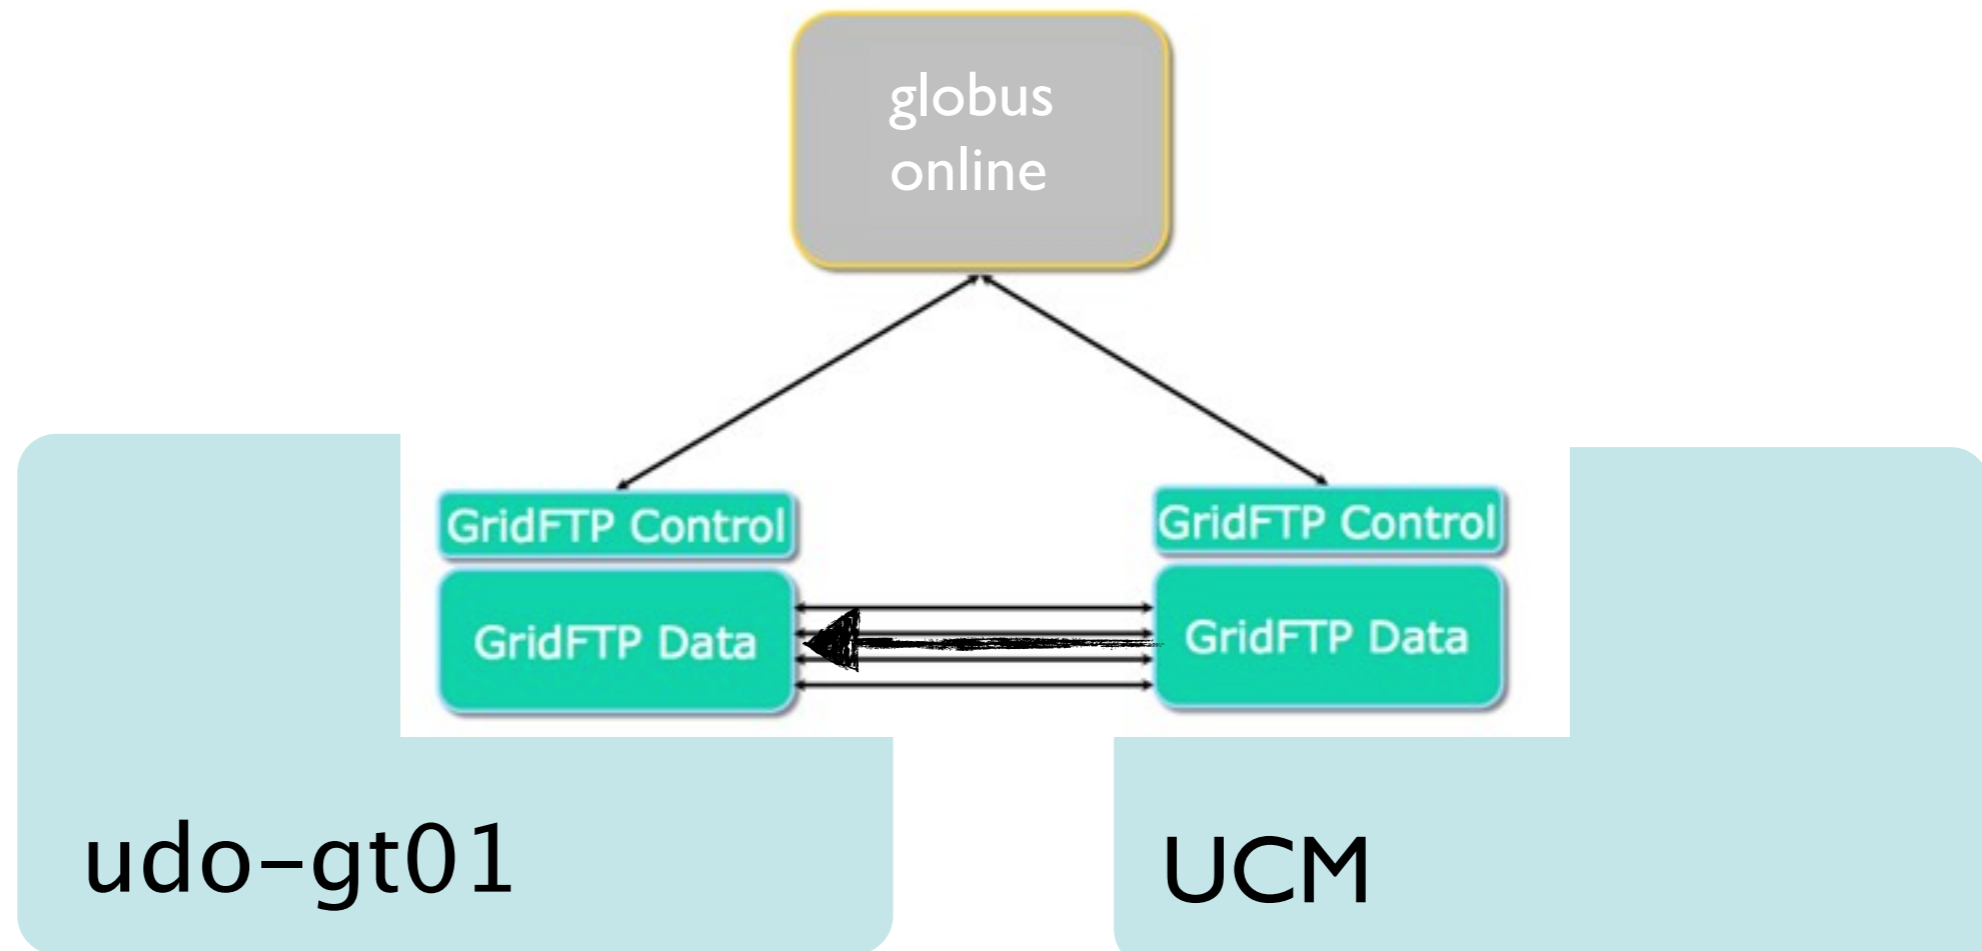 globus
online
GridFTP Control
GridFTP Control
GridFTP Data
GridFTP Data
udo-gt01
UCM